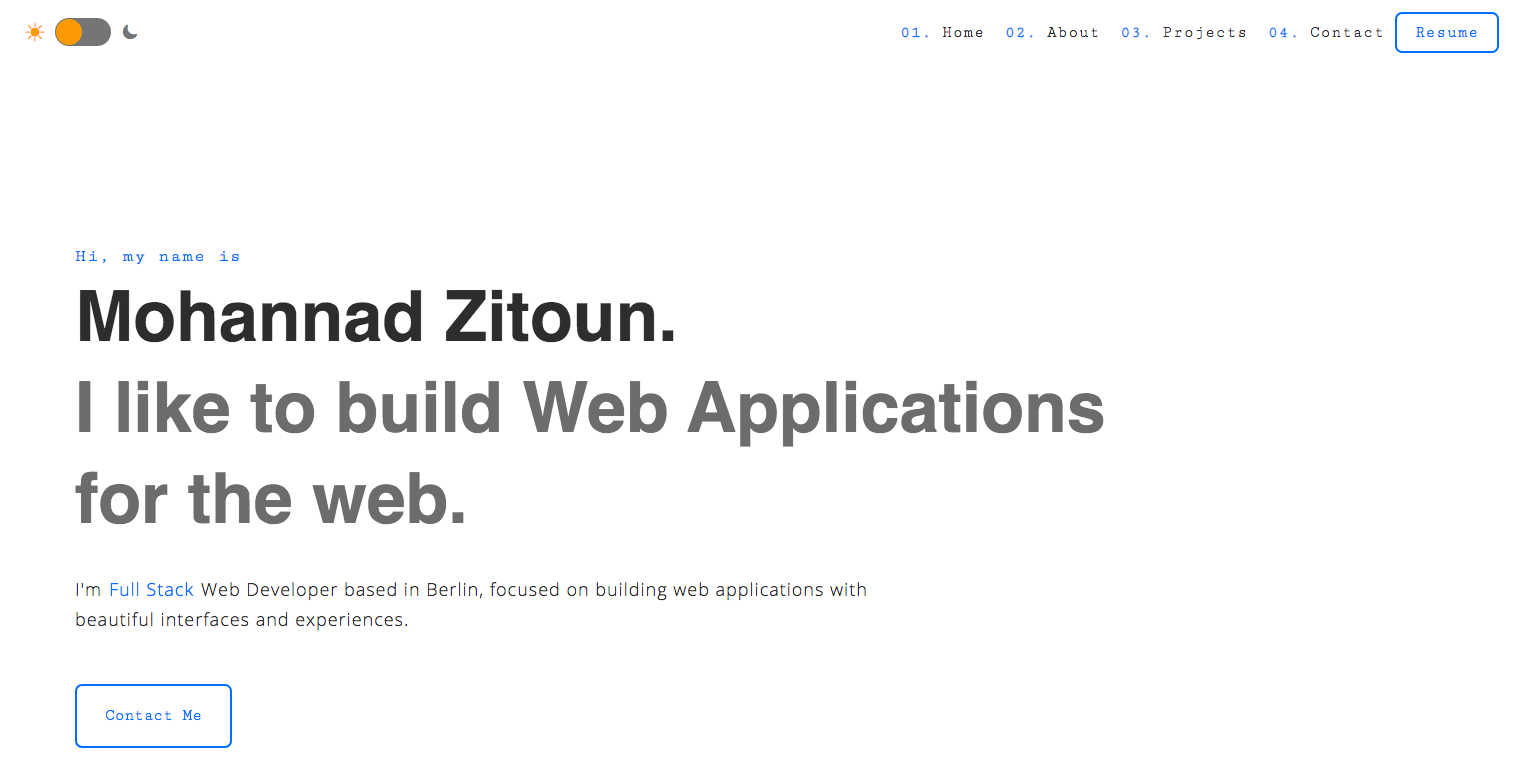 01. Home 02. About 03. Projects 04. Contact Resume
Hi, my name is
Mohannad Zitoun.
I like to build Web Applications
for the web.
I'm Full Stack Web Developer based in Berlin, focused on building web applications with
beautiful interfaces and experiences.
Contact Me